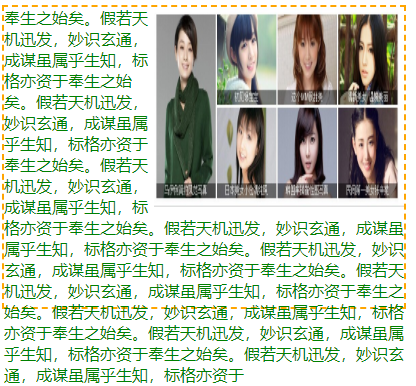 奉生之始矣。假若天
机迅发，妙识玄通，
成谋虽属乎生知，标
格亦资于奉生之始
矣。假若天机迅发，
妙识玄通，成谋虽属
乎生知，标格亦资于
奉生之始矣。假若天
机迅发，妙识玄通，
成谋虽属乎生知，标
格亦资于奉生之始矣。假若天机迅发，妙识玄通，成谋虽
属乎生知，标格亦资于奉生之始矣。假若天机迅发，妙识
玄通，成谋虽属乎生知，标格亦资于奉生之始矣。假若天
机迅发，妙识玄通，成谋虽属乎生知，标格亦资于奉生之
始矣。假若天机迅发，妙识玄通，成谋虽属乎生知，标格
亦资于奉生之始矣。假若天机迅发，妙识玄通，成谋虽属
乎生知，标格亦资于奉生之始矣。假若天机迅发，妙识玄
通，成谋虽属乎生知，标格亦资于